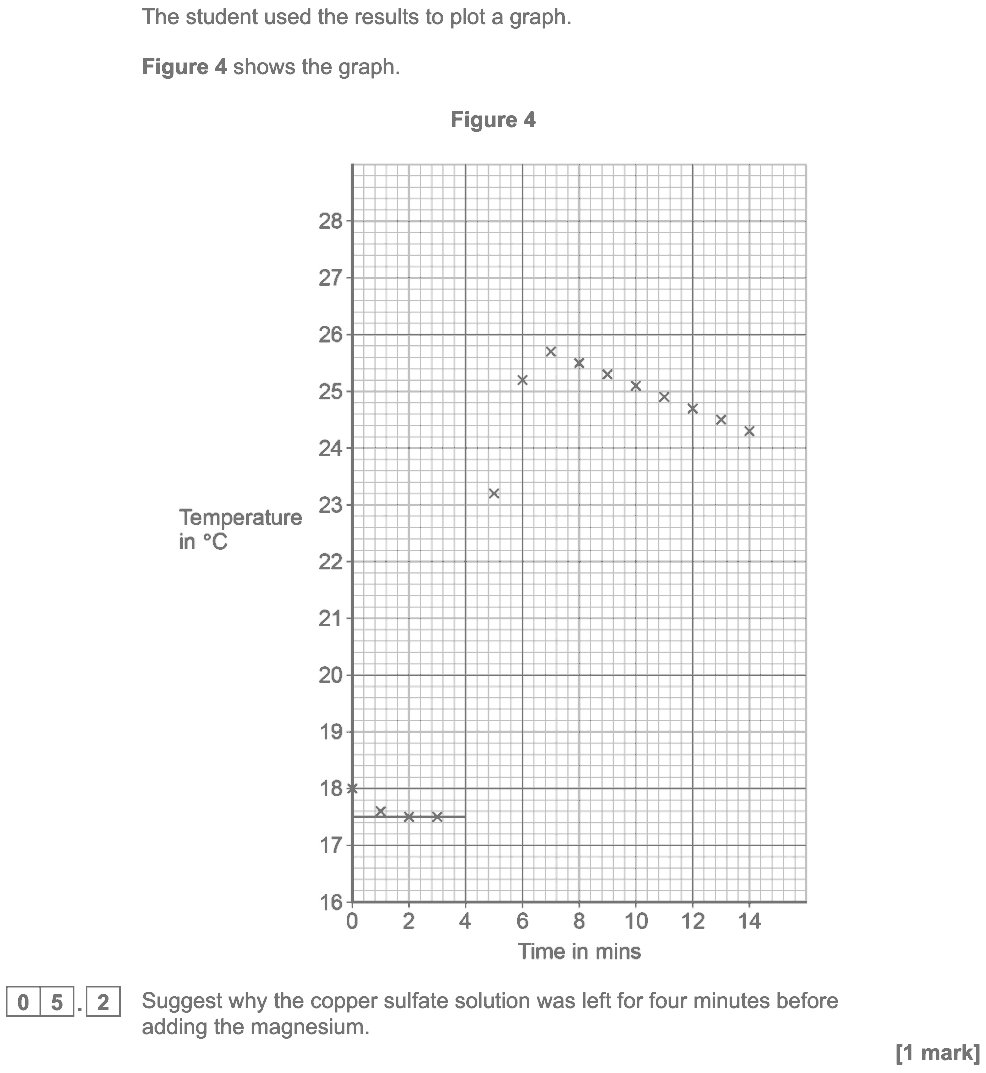 The student used the results to plot a graph.
Figure 4 shows the graph.
Figure 4
28
27
26
25
24
23
Temperature
in °C
22
21
20
19
18
17
16
0 2 4 6 8 10 12 14
Time in mins
0 5 . 2 Suggest why the copper sulfate solution was left for four minutes before
adding the magnesium.
[1 mark]